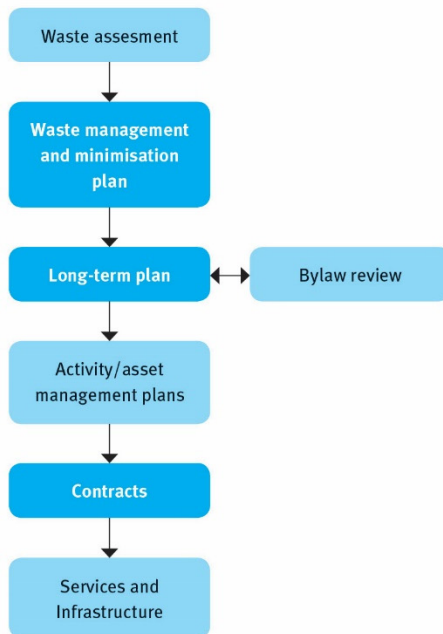 Waste assesment
Waste management
and minimisation
plan
Long-term plan
Bylaw review
Activity/asset
management plans
Contracts
Services and
Infrastructure